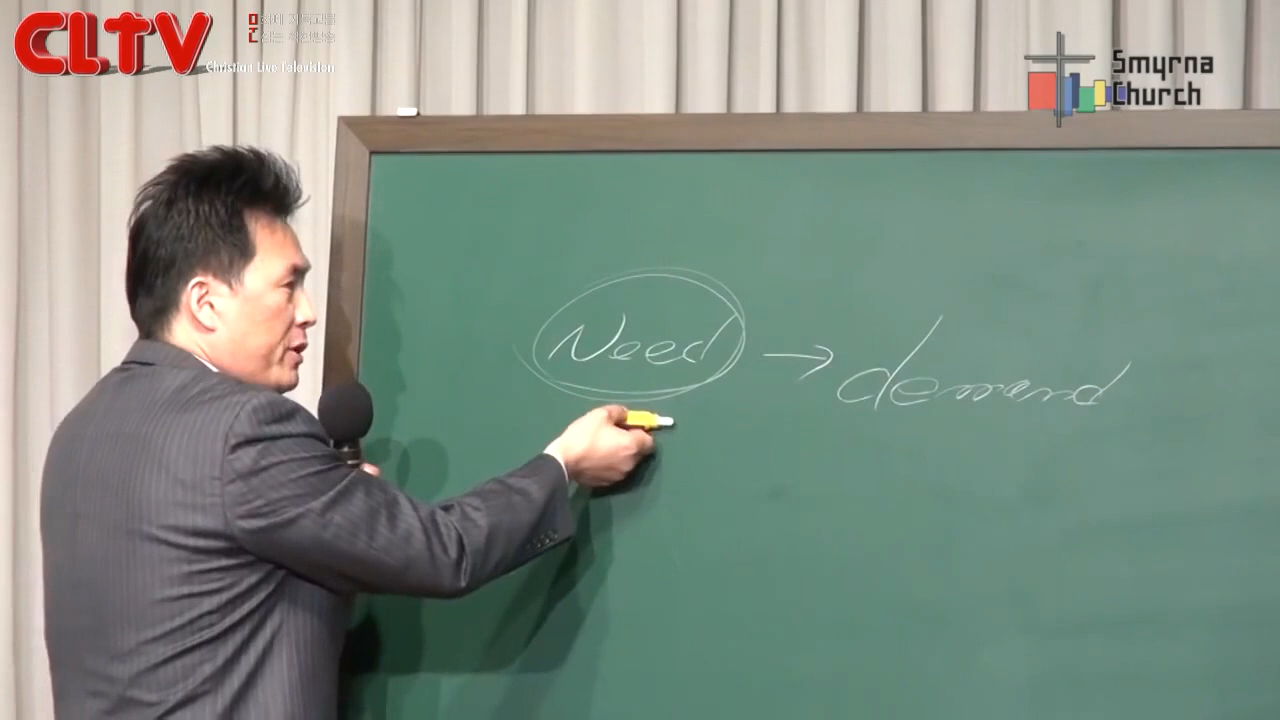 CLTV
Christian Live Television
Smyrna
Church
Need → demand